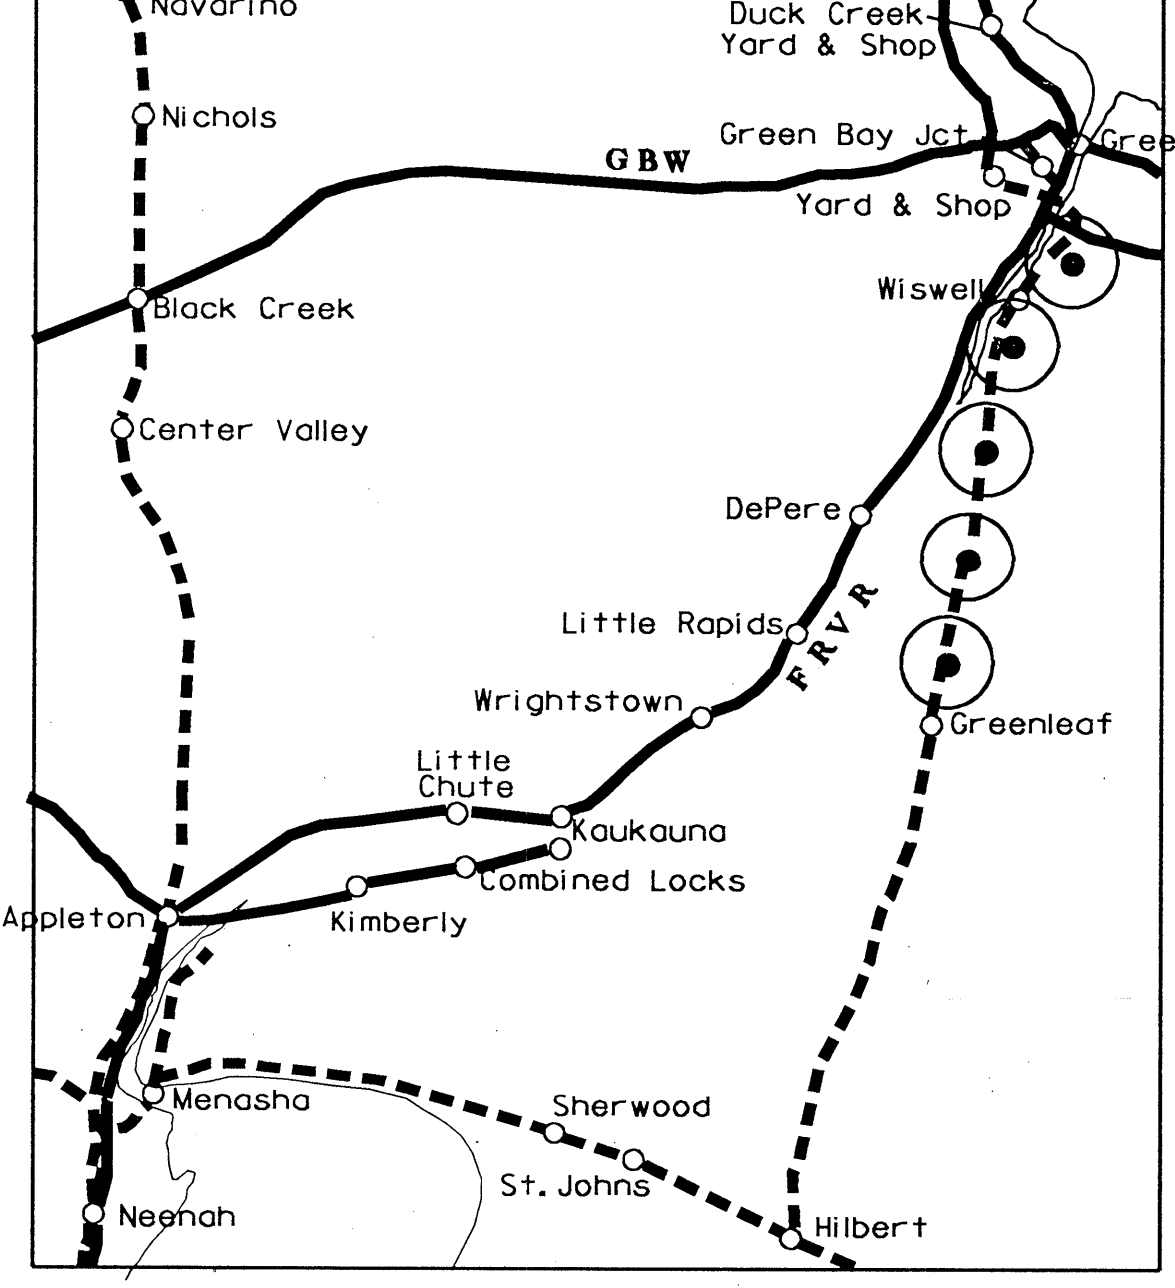 Navarino
Duck Creek
Yard & Shop
Nichols
Green Bay Jct
Gree
GBW
Yard & Shop
Wiswell
Black Creek
Center Valley
DePere
Little Rapids
FRVR
Wrightstown
Greenleaf
Little
Chute
Kaukauna
Combined Locks
Appleton
Kimberly
Menasha
Sherwood
St. Johns
Neenah
Hilbert